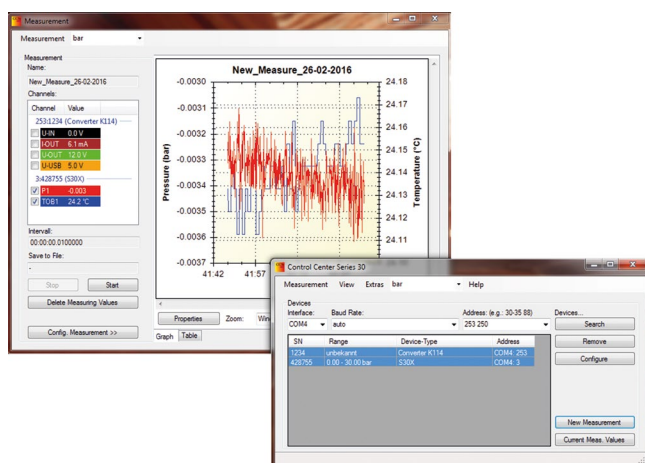 Measurement
Measurement bar
Measurement
Name:
New_Measure_26-02-2016
Channels:
Channel Value
253:1234 (Converter K114)
U-IN 0.0 V
I-OUT 6.1 mA
U-OUT 12.0 V
U-USB 5.0 V
3:428755 (S30X)
P1 -0.003
TOB1 24.2 °C
Intervall:
00:00:00.0100000
Save to File:
-
Stop Start
Delete Measuring Values
Config. Measurement >>
New_Measure_26-02-2016
Pressure (bar)
-0.0030
-0.0031
-0.0032
-0.0033
-0.0034
-0.0035
-0.0036
-0.0037
41:42 41:57
24.18
24.17
24.16
24.15
24.14
24.13
24.12
24.11
Temperature (°C)
Properties Zoom:
Graph Table
Control Center Series 30
Measurement View Extras bar Help
Devices
Interface: Baud Rate: Address: (e.g.: 30-35 88) Devices...
COM4 auto 253 250 Search
SN Range Device-Type Address Remove
1234 unbekannt Converter K114 COM4: 253
428755 0.00 - 30.00 bar S30X COM4: 3
Configure
New Measurement
Current Meas. Values